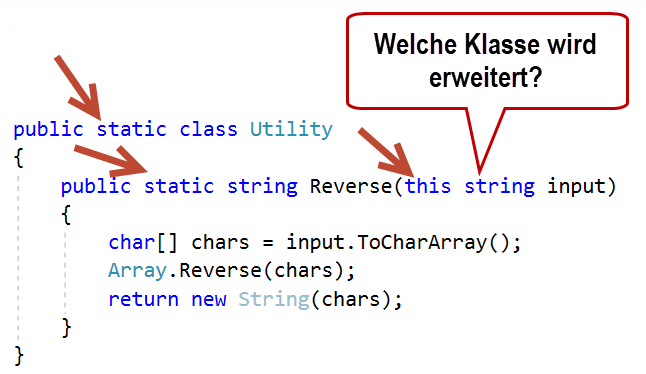 Welche Klasse wird
erweitert?
public static class Utility
{
public static string Reverse(this string input)
{
char[] chars = input.ToCharArray();
Array.Reverse(chars);
return new String(chars);
}
}